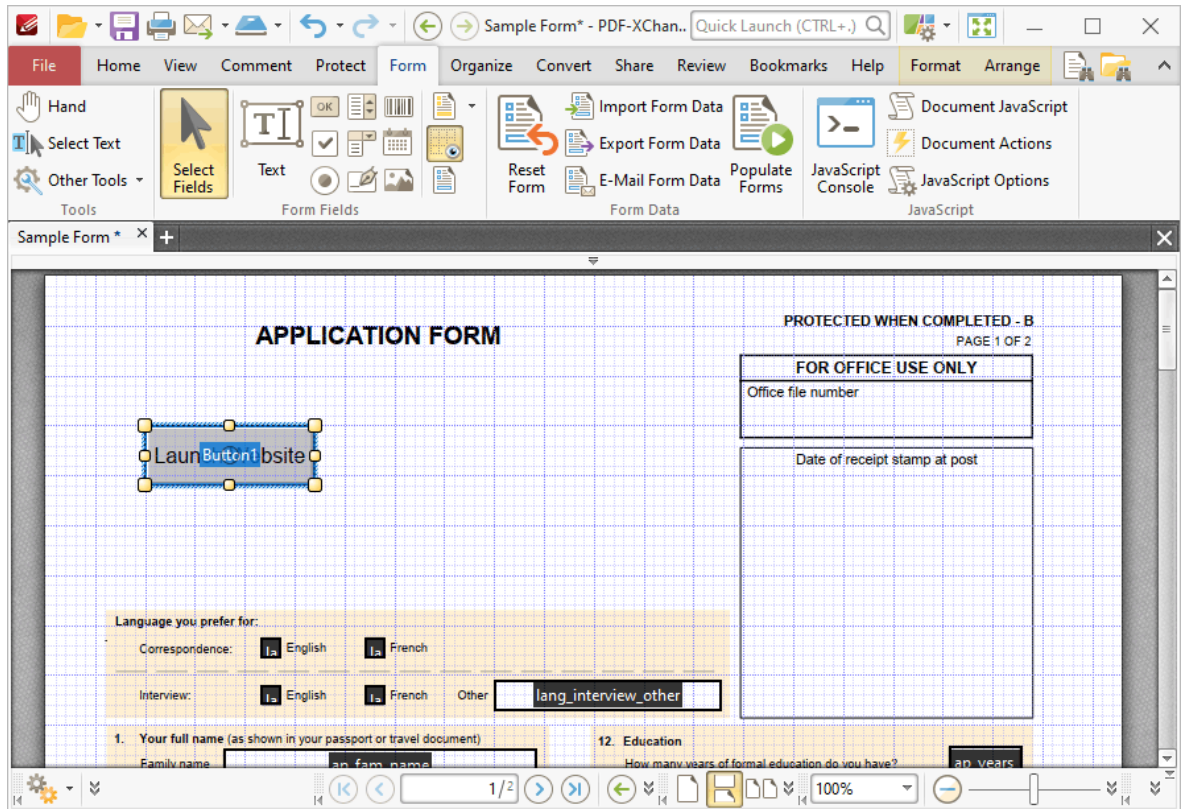 Sample Form* - PDF-XChan..
Quick Launch (CTRL+.)
File Home View Comment Protect Form Organize Convert Share Review Bookmarks Help Format Arrange
Hand
Select Text
Other Tools
Tools
Select Fields
Text
OK
Form Fields
Reset Form
Import Form Data
Export Form Data
E-Mail Form Data
Populate Forms
Form Data
JavaScript Console
Document JavaScript
Document Actions
JavaScript Options
JavaScript
Sample Form *
APPLICATION FORM
PROTECTED WHEN COMPLETED - B
PAGE 1 OF 2
FOR OFFICE USE ONLY
Office file number
Button1
Date of receipt stamp at post
Language you prefer for:
Correspondence: English French
Interview: English French Other lang_interview_other
1. Your full name (as shown in your passport or travel document)
Family name ap_fam_name
12. Education
How many years of formal education do you have? ap_years
1/2
100%